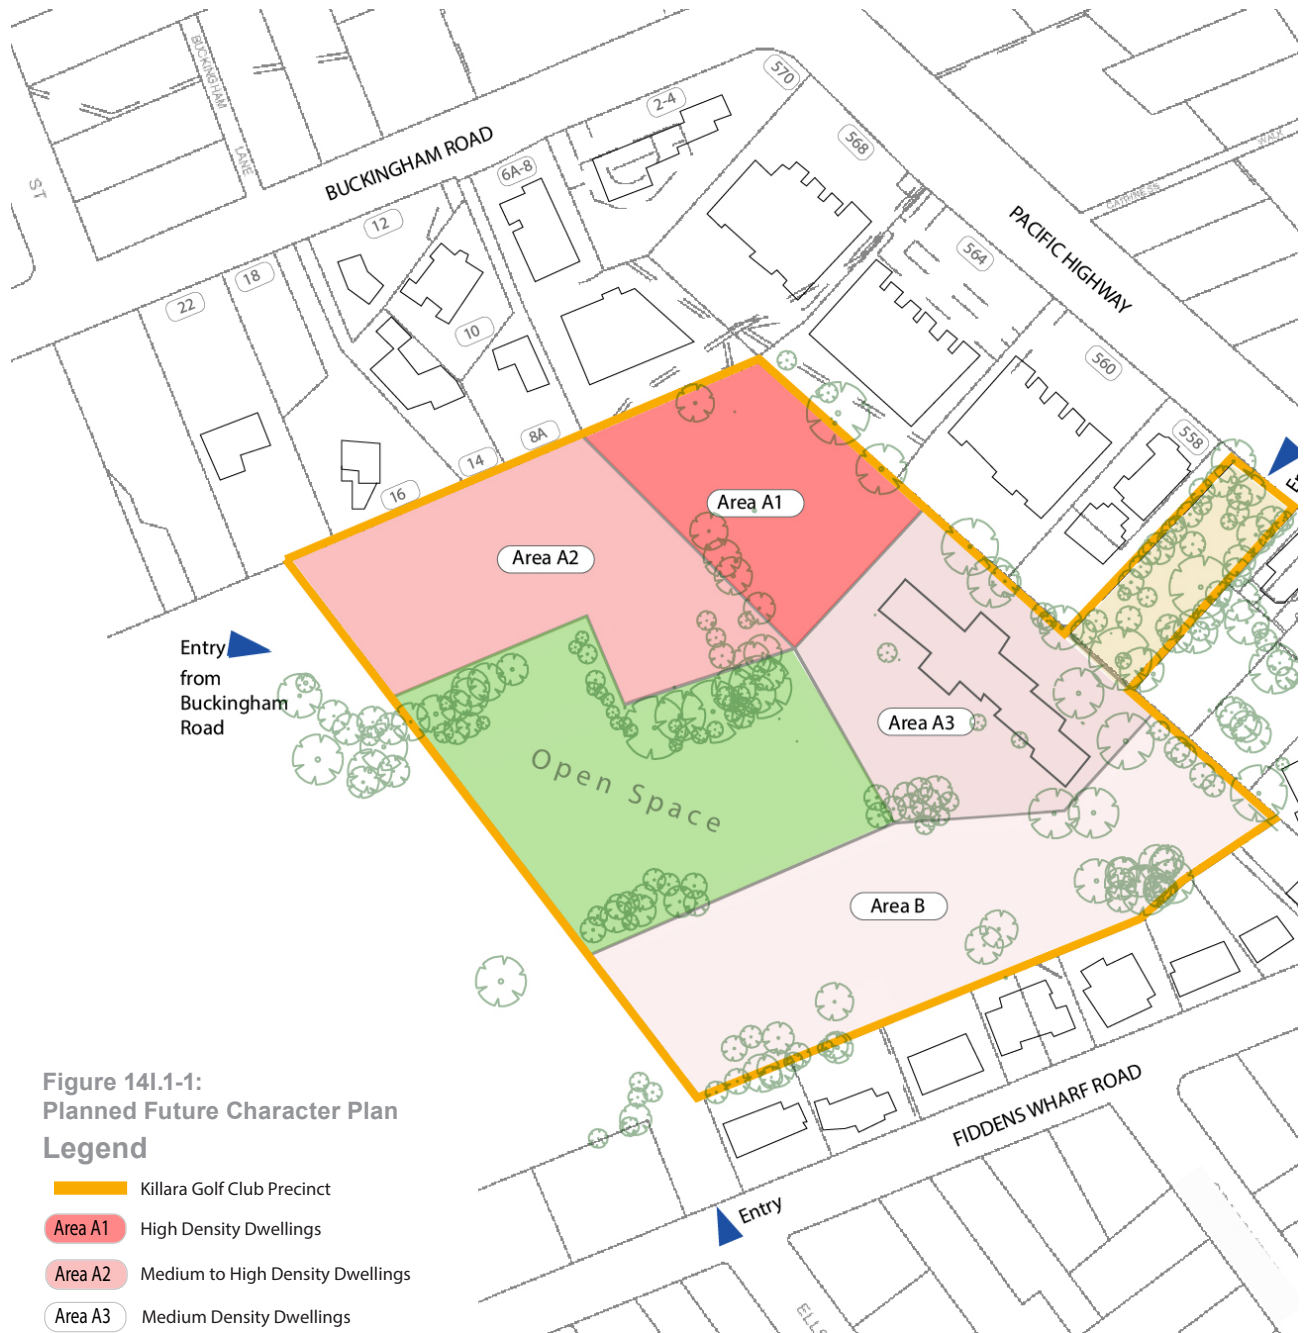 BUCKINGHAM
LANE
ST
BUCKINGHAM ROAD
570
2-4
568
6A-8
CATHNESS
WALK
PACIFIC HIGHWAY
12
564
18
22
10
560
558
8A
14
16
Area A1
Area A2
Entry
from
Buckingham
Road
Area A3
Open Space
Area B
FIDDENS WHARF ROAD
Entry
Figure 14I.1-1:
Planned Future Character Plan
Legend
Killara Golf Club Precinct
Area A1 High Density Dwellings
Area A2 Medium to High Density Dwellings
Area A3 Medium Density Dwellings